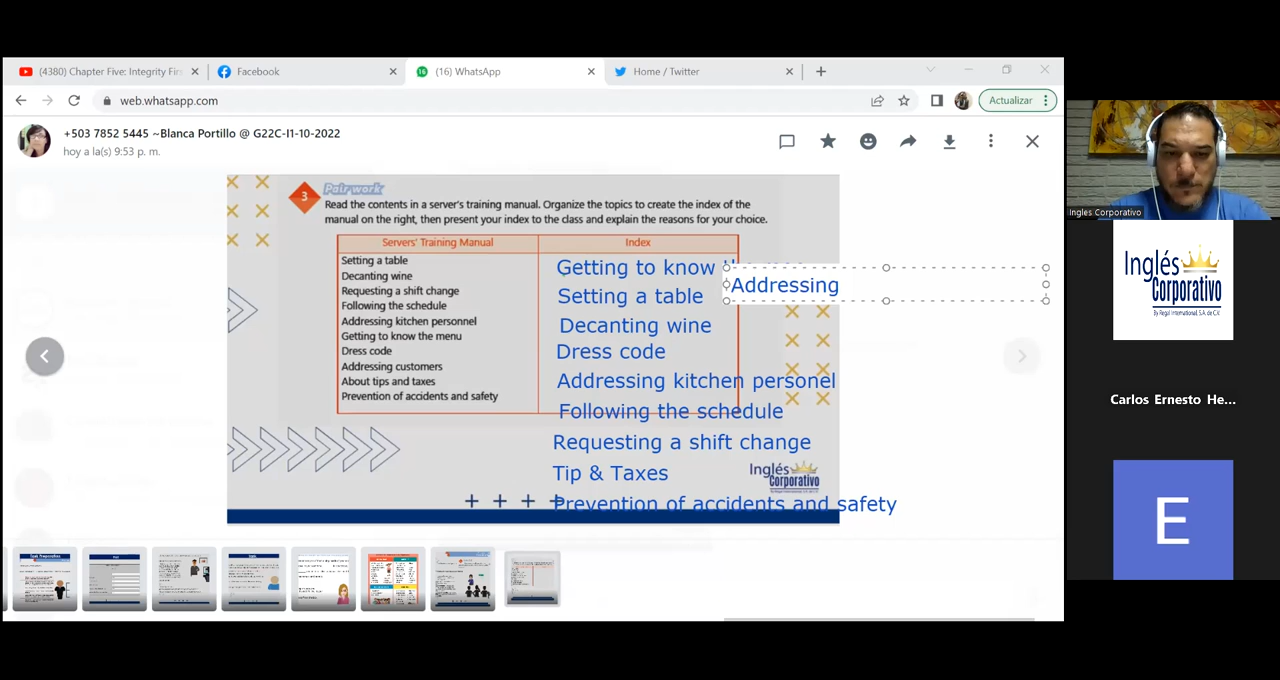 (4380) Chapter Five: Integrity Fir
Facebook
(16) WhatsApp
Home / Twitter
web.whatsapp.com
Actualizar
+503 7852 5445 ~Blanca Portillo @ G22C-I1-10-2022
hoy a la(s) 9:53 p. m.
3
Pair work
Read the contents in a server's training manual. Organize the topics to create the index of the
manual on the right, then present your index to the class and explain the reasons for your choice.
Servers' Training Manual
Index
Setting a table
Decanting wine
Requesting a shift change
Following the schedule
Addressing kitchen personnel
Getting to know the menu
Dress code
Addressing customers
About tips and taxes
Prevention of accidents and safety
Getting to know
Addressing
Setting a table
Decanting wine
Dress code
Addressing kitchen personel
Following the schedule
Requesting a shift change
Tip & Taxes
Prevention of accidents and safety
Inglés
Corporativo
Ingles Corporativo
Inglés
Corporativo
By Regal International, S.A. de C.V.
Carlos Ernesto He...
E